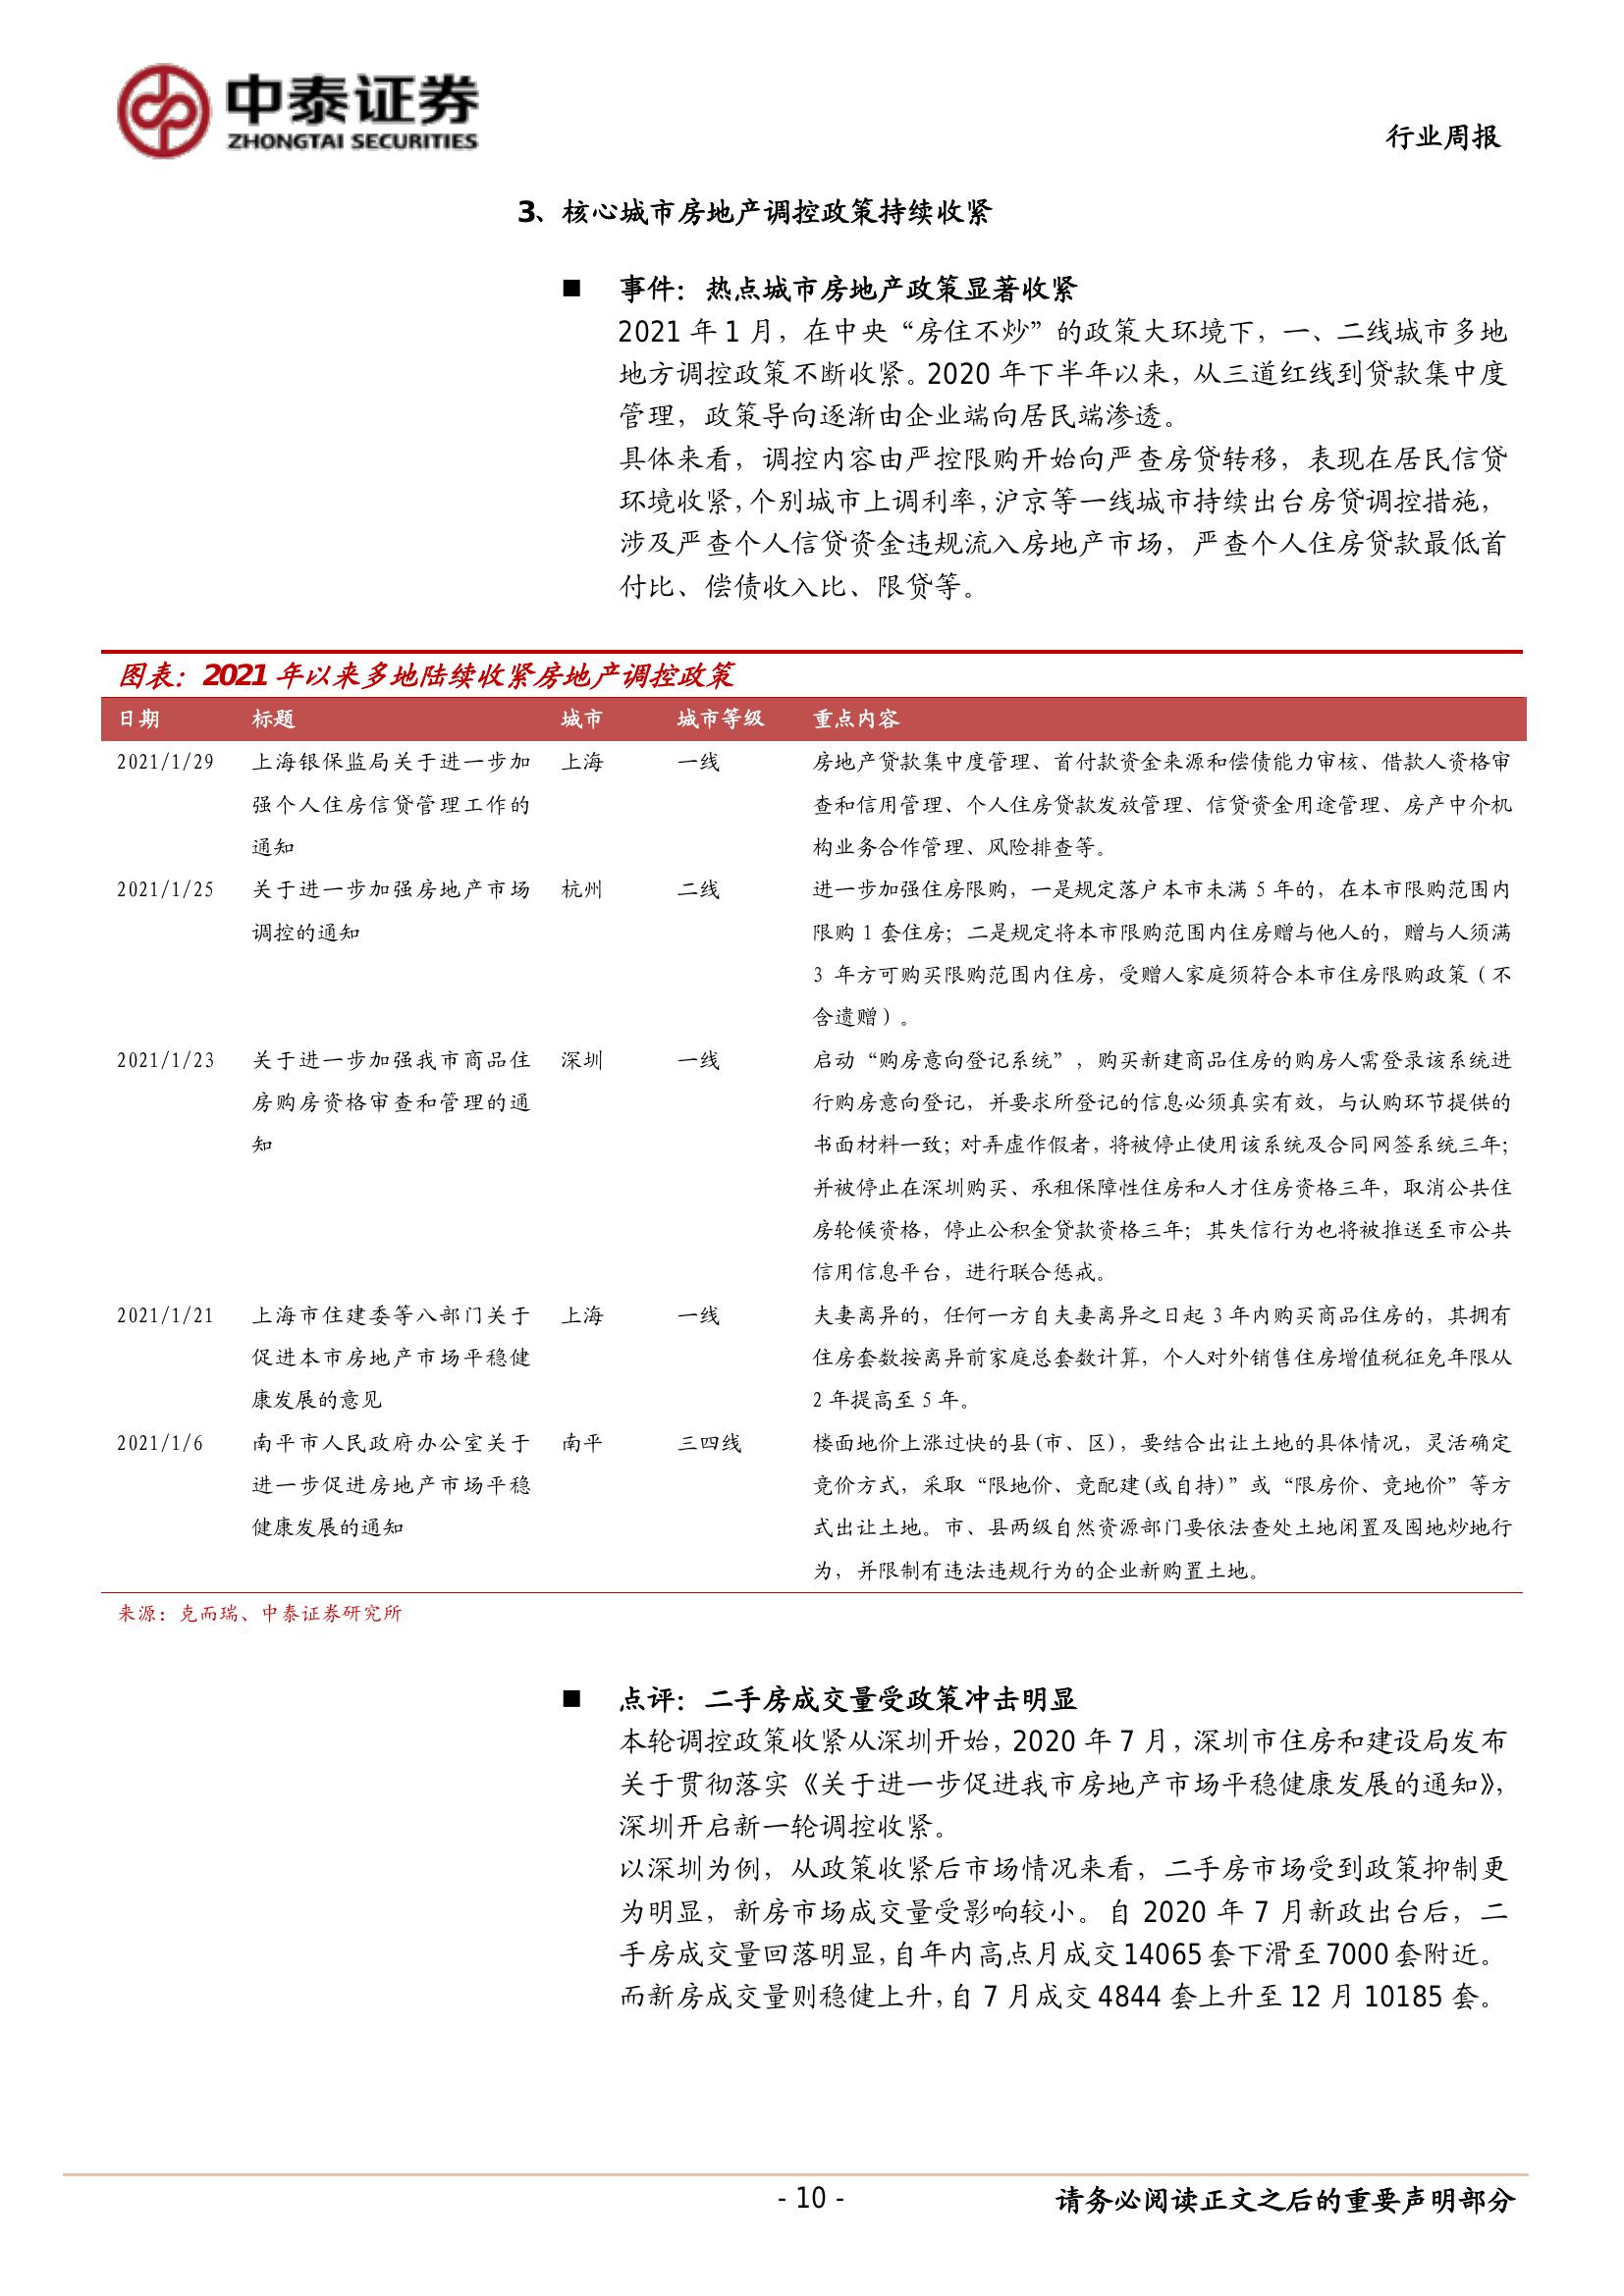 中泰证券
ZHONGTAI SECURITIES
行业周报
3、核心城市房地产调控政策持续收紧
■ 事件：热点城市房地产政策显著收紧
2021 年 1 月，在中央“房住不炒”的政策大环境下，一、二线城市多地
地方调控政策不断收紧。2020 年下半年以来，从三道红线到贷款集中度
管理，政策导向逐渐由企业端向居民端渗透。
具体来看，调控内容由严控限购开始向严查房贷转移，表现在居民信贷
环境收紧，个别城市上调利率，沪京等一线城市持续出台房贷调控措施，
涉及严查个人信贷资金违规流入房地产市场，严查个人住房贷款最低首
付比、偿债收入比、限贷等。
图表：2021 年以来多地陆续收紧房地产调控政策
日期 标题 城市 城市等级 重点内容
2021/1/29 上海银保监局关于进一步加 上海 一线 房地产贷款集中度管理、首付款资金来源和偿债能力审核、借款人资格审
强个人住房信贷管理工作的 查和信用管理、个人住房贷款发放管理、信贷资金用途管理、房产中介机
通知 构业务合作管理、风险排查等。
2021/1/25 关于进一步加强房地产市场 杭州 二线 进一步加强住房限购，一是规定落户本市未满 5 年的，在本市限购范围内
调控的通知 限购 1 套住房；二是规定将本市限购范围内住房赠与他人的，赠与人须满
3 年方可购买限购范围内住房，受赠人家庭须符合本市住房限购政策（不
含遗赠）。
2021/1/23 关于进一步加强我市商品住 深圳 一线 启动“购房意向登记系统”，购买新建商品住房的购房人需登录该系统进
房购房资格审查和管理的通 行购房意向登记，并要求所登记的信息必须真实有效，与认购环节提供的
知 书面材料一致；对弄虚作假者，将被停止使用该系统及合同网签系统三年；
并被停止在深圳购买、承租保障性住房和人才住房资格三年，取消公共住
房轮候资格，停止公积金贷款资格三年；其失信行为也将被推送至市公共
信用信息平台，进行联合惩戒。
2021/1/21 上海市住建委等八部门关于 上海 一线 夫妻离异的，任何一方自夫妻离异之日起 3 年内购买商品住房的，其拥有
促进本市房地产市场平稳健 住房套数按离异前家庭总套数计算，个人对外销售住房增值税征免年限从
康发展的意见 2 年提高至 5 年。
2021/1/6 南平市人民政府办公室关于 南平 三四线 楼面地价上涨过快的县(市、区)，要结合出让土地的具体情况，灵活确定
进一步促进房地产市场平稳 竞价方式，采取“限地价、竞配建(或自持)”或“限房价、竞地价”等方
健康发展的通知 式出让土地。市、县两级自然资源部门要依法查处土地闲置及囤地炒地行
为，并限制有违法违规行为的企业新购置土地。
来源：克而瑞、中泰证券研究所
■ 点评：二手房成交量受政策冲击明显
本轮调控政策收紧从深圳开始，2020 年 7 月，深圳市住房和建设局发布
关于贯彻落实《关于进一步促进我市房地产市场平稳健康发展的通知》，
深圳开启新一轮调控收紧。
以深圳为例，从政策收紧后市场情况来看，二手房市场受到政策抑制更
为明显，新房市场成交量受影响较小。自 2020 年 7 月新政出台后，二
手房成交量回落明显，自年内高点月成交 14065 套下滑至 7000 套附近。
而新房成交量则稳健上升，自 7 月成交 4844 套上升至 12 月 10185 套。
- 10 - 请务必阅读正文之后的重要声明部分